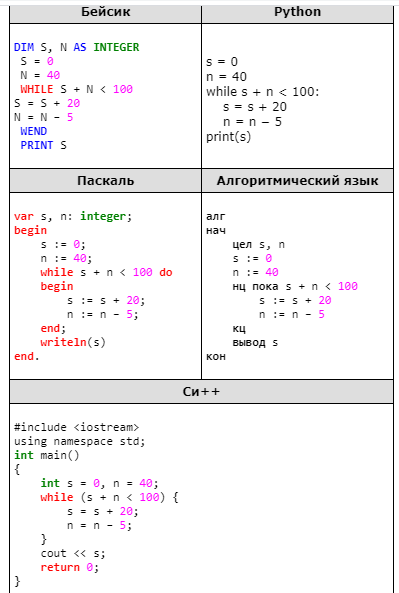 Бейсик
DIM S, N AS INTEGER
S = 0
N = 40
WHILE S + N < 100
S = S + 20
N = N – 5
WEND
PRINT S
Python
s = 0
n = 40
while s + n < 100:
s = s + 20
n = n − 5
print(s)
Паскаль
var s, n: integer;
begin
s := 0;
n := 40;
while s + n < 100 do
begin
s := s + 20;
n := n – 5;
end;
writeln(s)
end.
Алгоритмический язык
алг
нач
цел s, n
s := 0
n := 40
нц пока s + n < 100
s := s + 20
n := n – 5
кц
вывод s
кон
Си++
#include <iostream>
using namespace std;
int main()
{
int s = 0, n = 40;
while (s + n < 100) {
s = s + 20;
n = n – 5;
}
cout << s;
return 0;
}